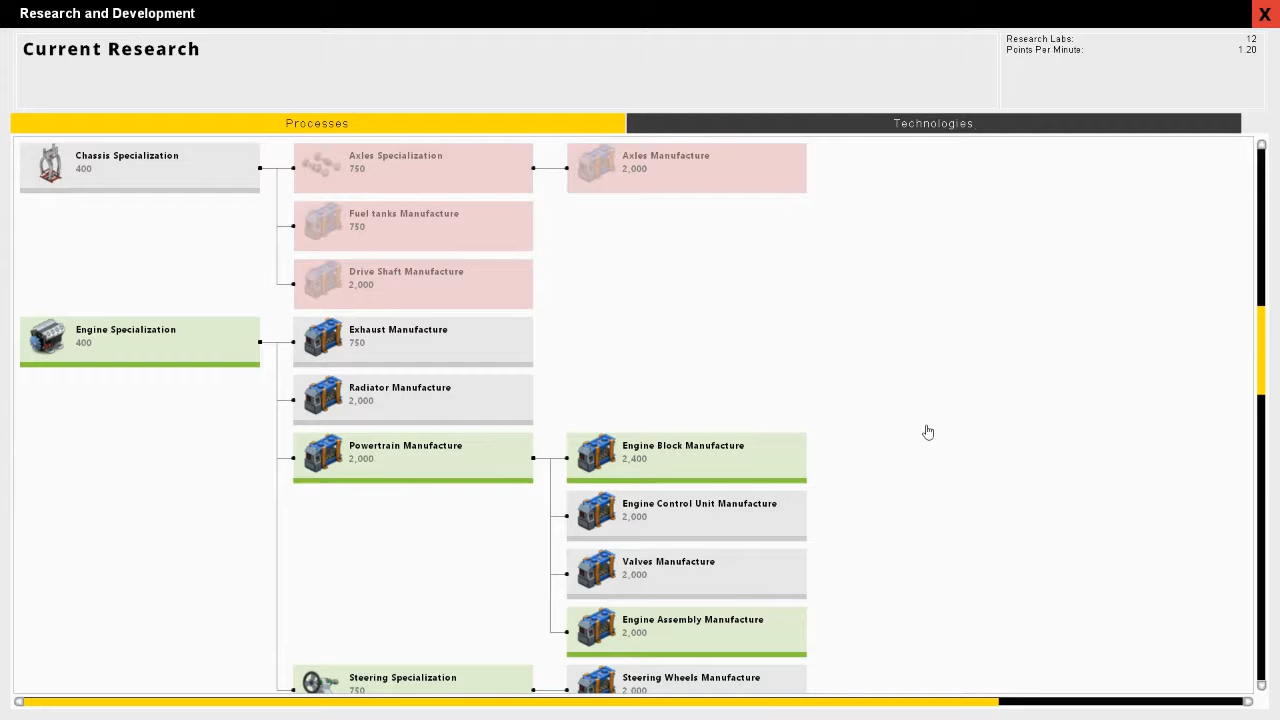 Research and Development
X
Current Research
Research Labs: 12
Points Per Minute: 1.20
Processes
Technologies
Chassis Specialization
400
Axles Specialization
750
Axles Manufacture
2,000
Fuel tanks Manufacture
750
Drive Shaft Manufacture
2,000
Engine Specialization
400
Exhaust Manufacture
750
Radiator Manufacture
2,000
Powertrain Manufacture
2,000
Engine Block Manufacture
2,400
Engine Control Unit Manufacture
2,000
Valves Manufacture
2,000
Engine Assembly Manufacture
2,000
Steering Specialization
750
Steering Wheels Manufacture
2,000